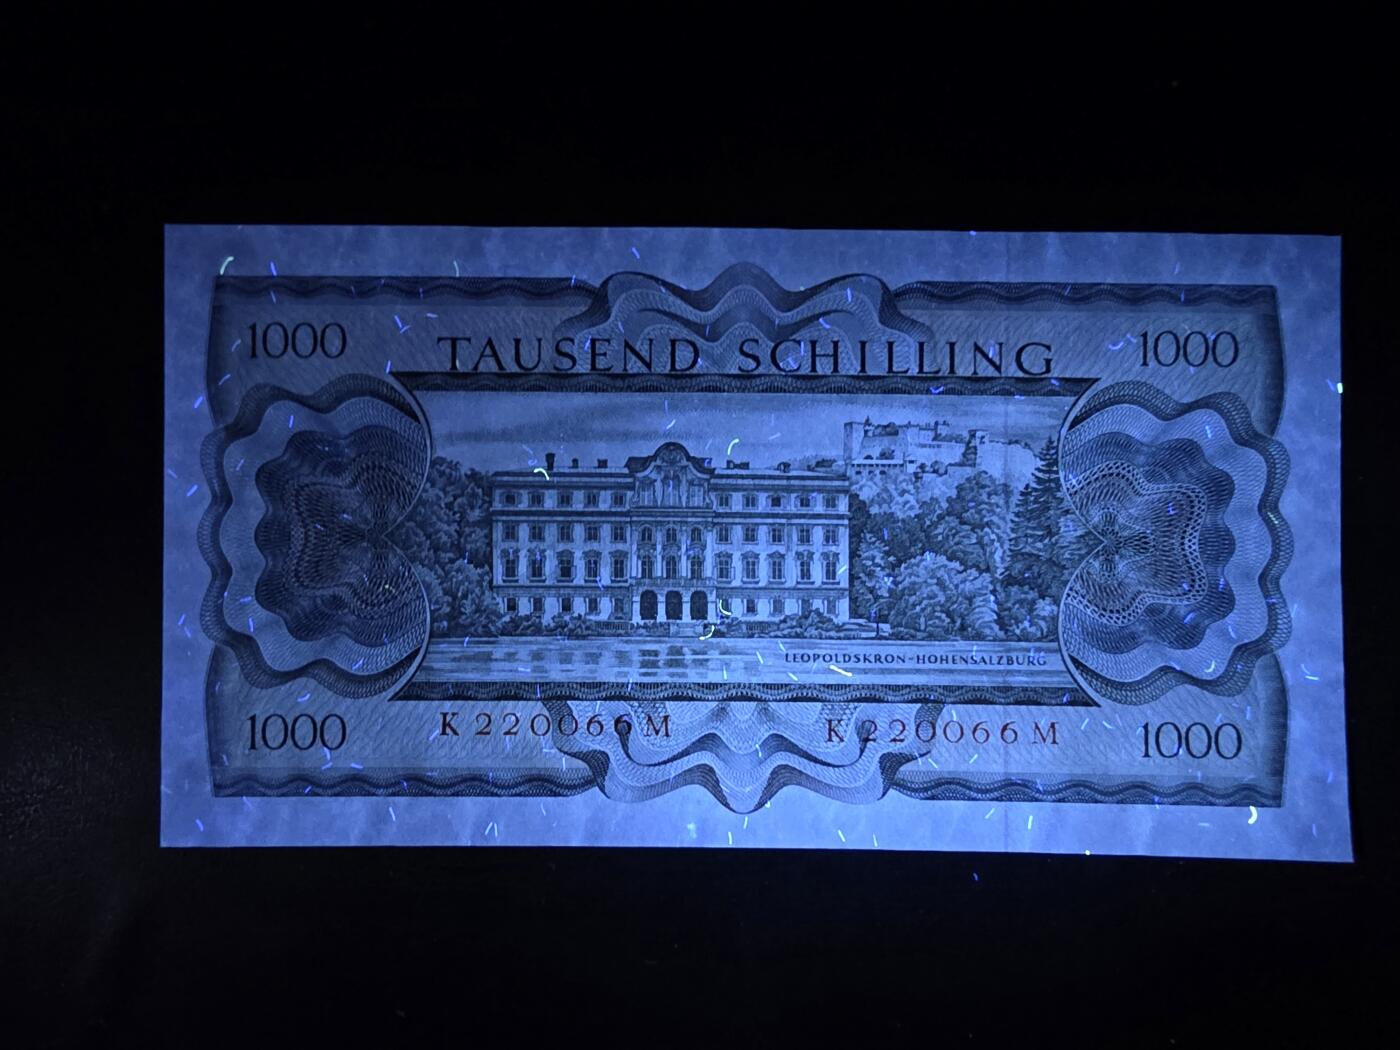 1000 1000
TAUSEND SCHILLING
LEOPOLDSKRON-HOHENSALZBURG
K 220066 M K 220066 M
1000 1000